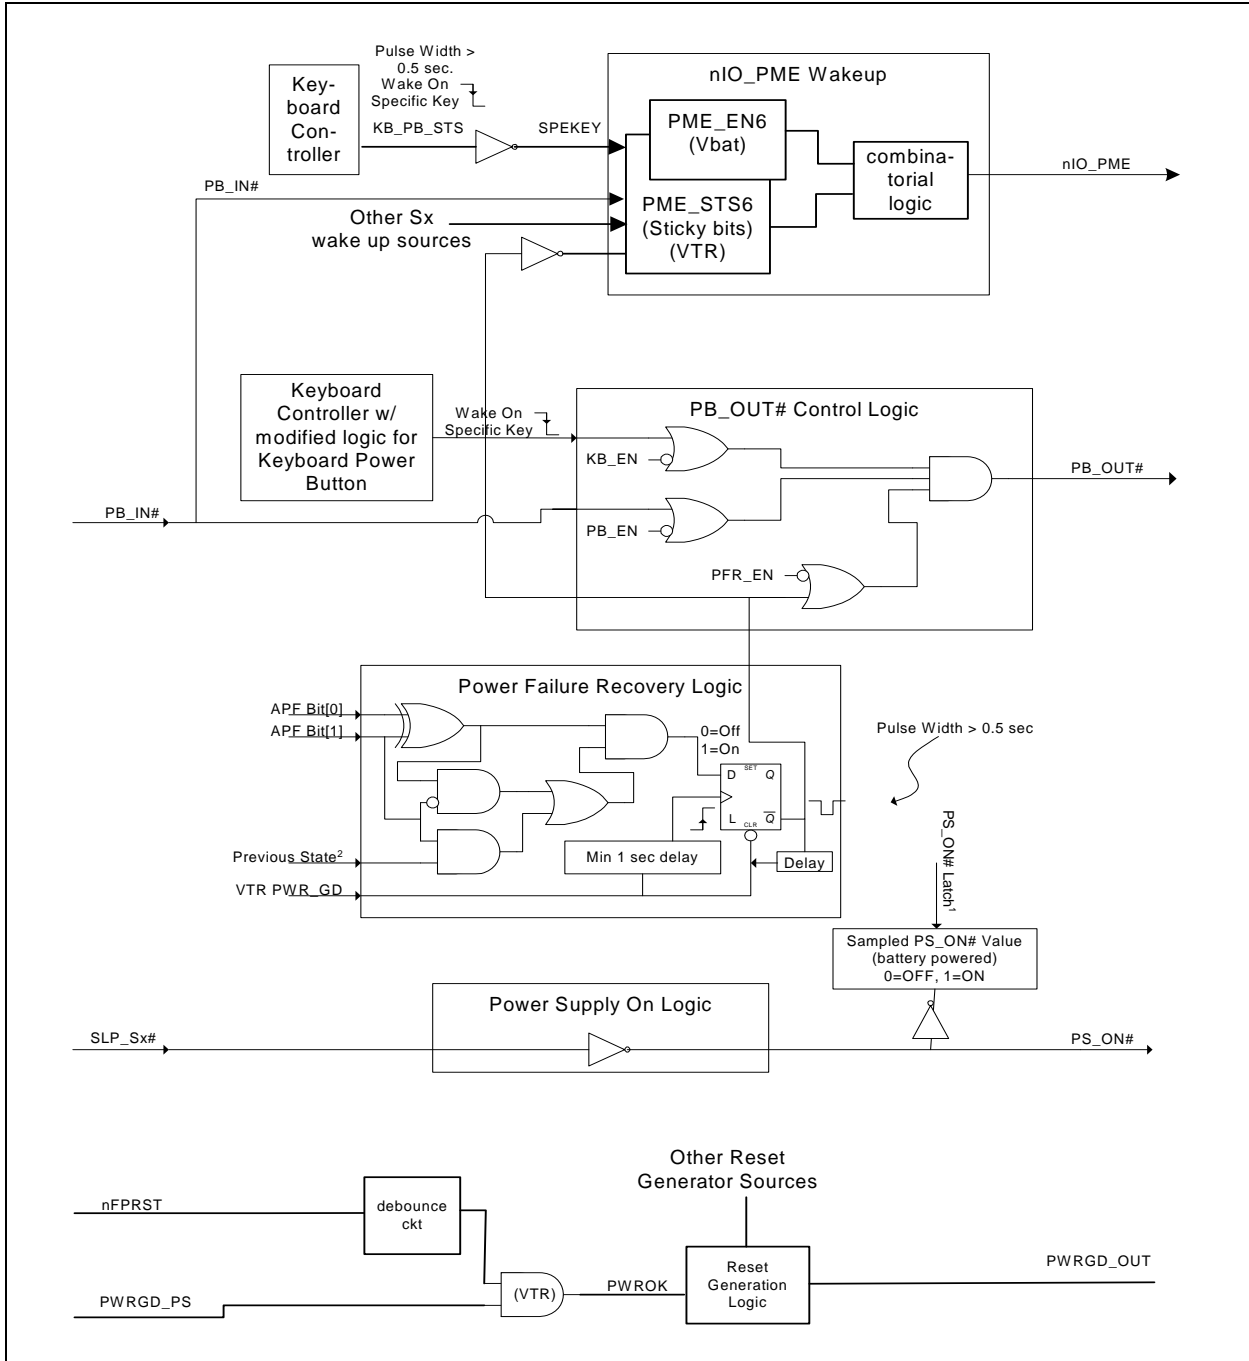 Pulse Width >
0.5 sec.
Wake On
Specific Key
Key-
board
Con-
troller
KB_PB_STS
SPEKEY
nIO_PME Wakeup
PME_EN6
(Vbat)
PME_STS6
(Sticky bits)
(VTR)
combina-
torial
logic
nIO_PME
PB_IN#
Other Sx
wake up sources
Keyboard
Controller w/
modified logic for
Keyboard Power
Button
Wake On
Specific Key
PB_OUT# Control Logic
KB_EN
PB_EN
PFR_EN
PB_OUT#
PB_IN#
Power Failure Recovery Logic
APF Bit[0]
APF Bit[1]
0=Off
1=On
D
SET
Q
L
CLR
Q
Min 1 sec delay
Delay
Previous State2
VTR PWR_GD
Pulse Width > 0.5 sec
PS_ON# Latch1
Sampled PS_ON# Value
(battery powered)
0=OFF, 1=ON
Power Supply On Logic
SLP_Sx#
PS_ON#
Other Reset
Generator Sources
nFPRST
debounce
ckt
PWRGD_PS
(VTR)
PWROK
Reset
Generation
Logic
PWRGD_OUT